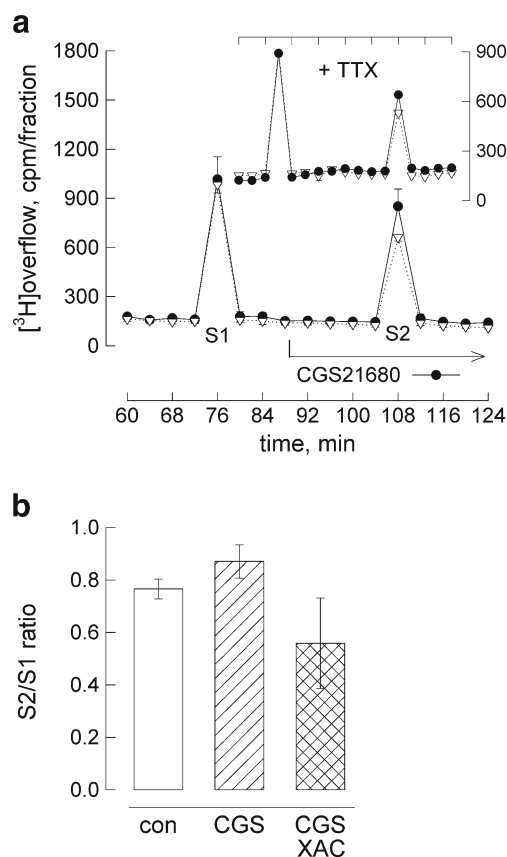 a
1800
1500
1200
900
600
300
0
[³H]overflow, cpm/fraction
+ TTX
900
600
300
0
S1
S2
CGS21680
60 68 76 84 92 100 108 116 124
time, min
b
1.0
0.8
0.6
0.4
0.2
0.0
S2/S1 ratio
con CGS CGS
XAC